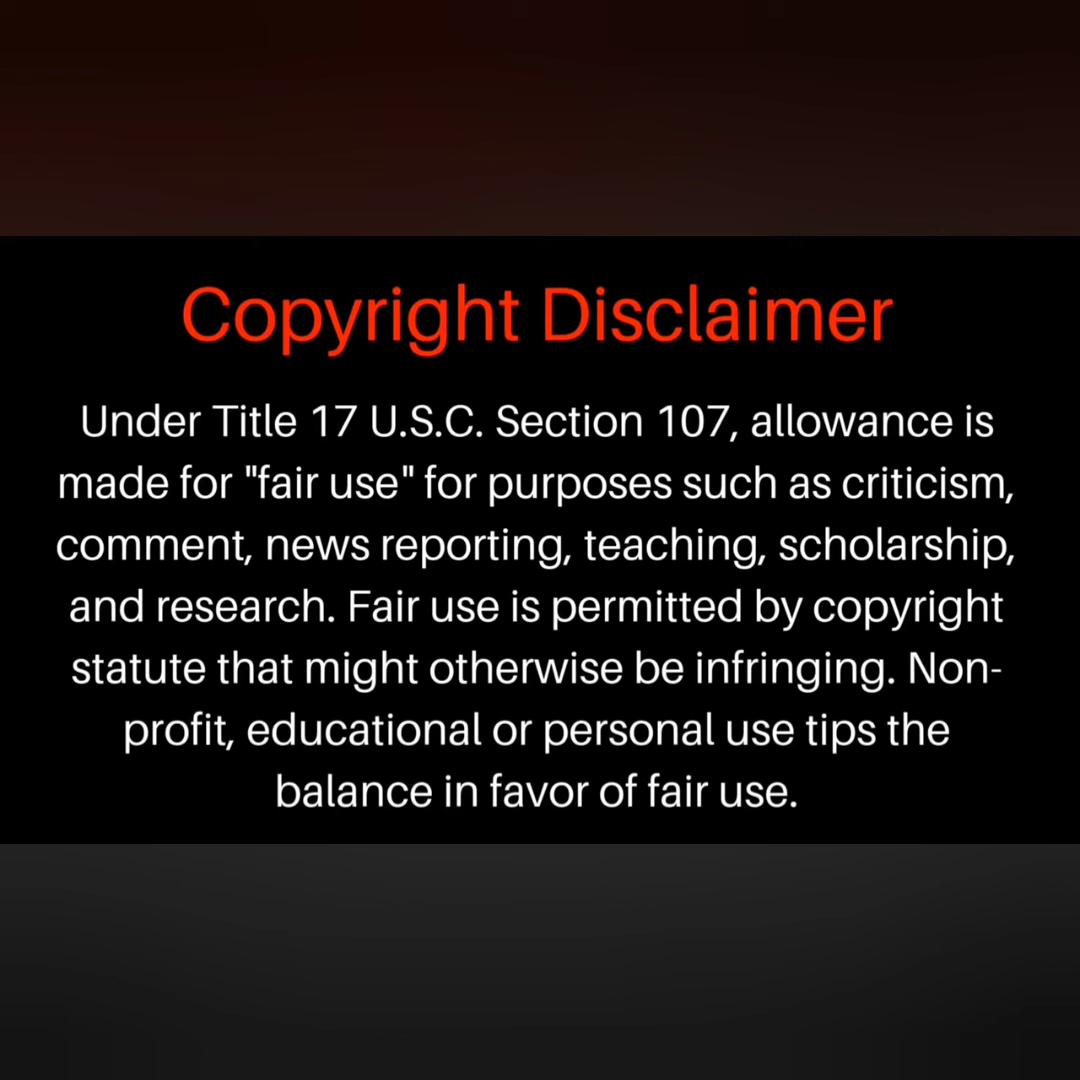 Copyright Disclaimer
Under Title 17 U.S.C. Section 107, allowance is
made for "fair use" for purposes such as criticism,
comment, news reporting, teaching, scholarship,
and research. Fair use is permitted by copyright
statute that might otherwise be infringing. Non-
profit, educational or personal use tips the
balance in favor of fair use.